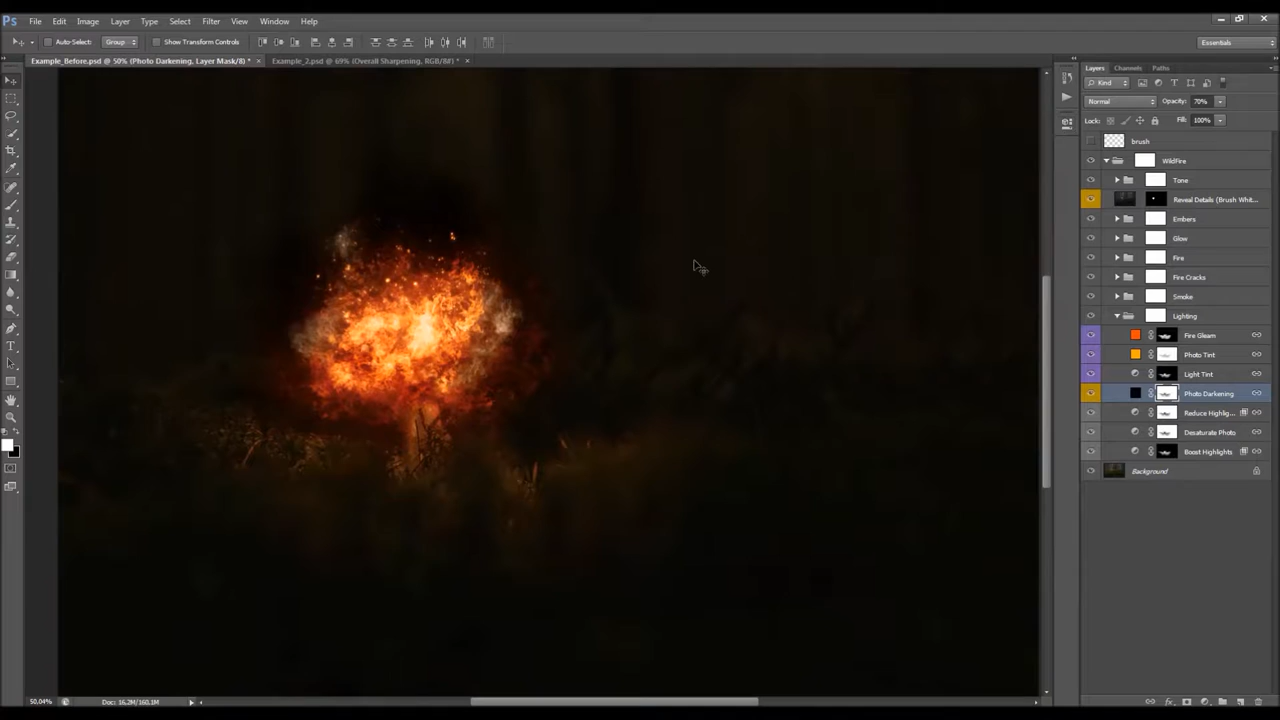 Ps File Edit Image Layer Type Select Filter View Window Help
Auto-Select: Group Show Transform Controls Essentials
Example_Before.psd @ 50% (Photo Darkening, Layer Mask/8) * × Example_2.psd @ 69% (Overall Sharpening, RGB/8#) * ×
Layers Channels Paths
Kind
Normal Opacity: 70%
Lock: Fill: 100%
brush
WildFire
Tone
Reveal Details (Brush Whit...
Embers
Glow
Fire
Fire Cracks
Smoke
Lighting
Fire Gleam
Photo Tint
Light Tint
Photo Darkening
Reduce Highlig...
Desaturate Photo
Boost Highlights
Background
50,04% Doc: 16,2M/160,1M